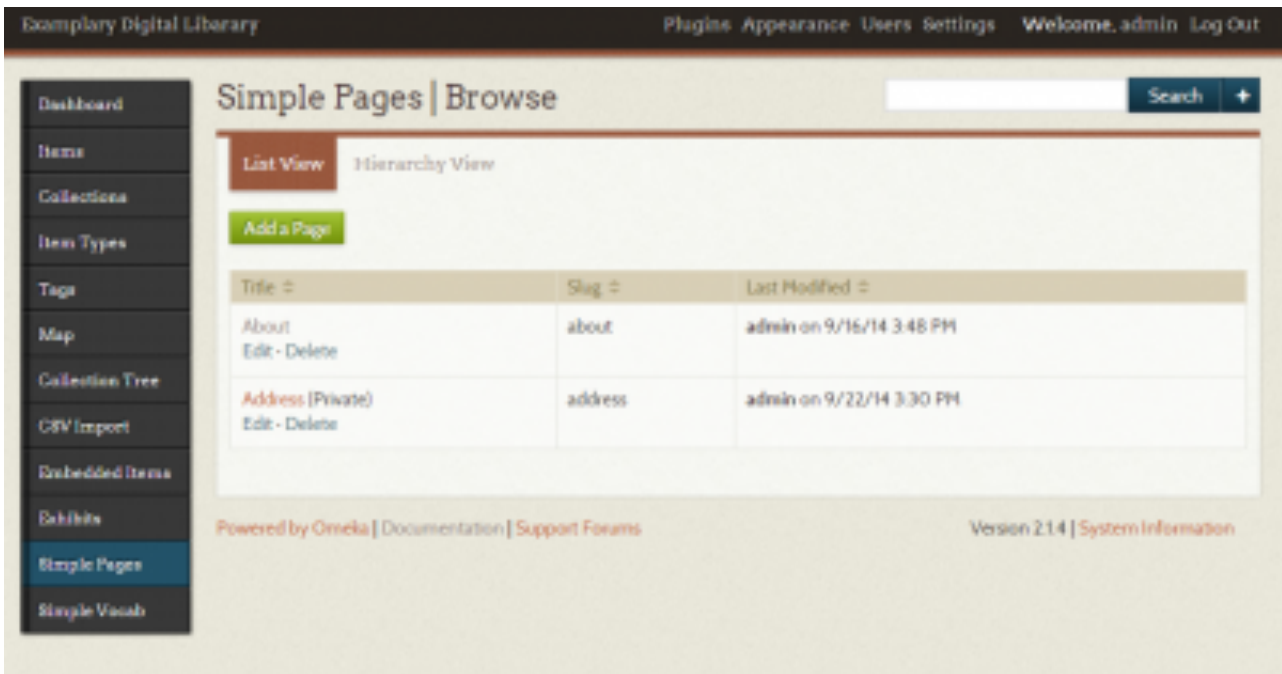 Examplary Digital Libarary
Plugins Appearance Users Settings Welcome, admin Log Out
Dashboard
Items
Collections
Item Types
Tags
Map
Collection Tree
CSV Import
Embedded Items
Exhibits
Simple Pages
Simple Vocab
Simple Pages | Browse
Search +
List View Hierarchy View
Add a Page
Title Slug Last Modified
About about admin on 9/16/14 3:48 PM
Edit - Delete
Address (Private) address admin on 9/22/14 3:30 PM
Edit - Delete
Powered by Omeka | Documentation | Support Forums Version 2.1.4 | System Information